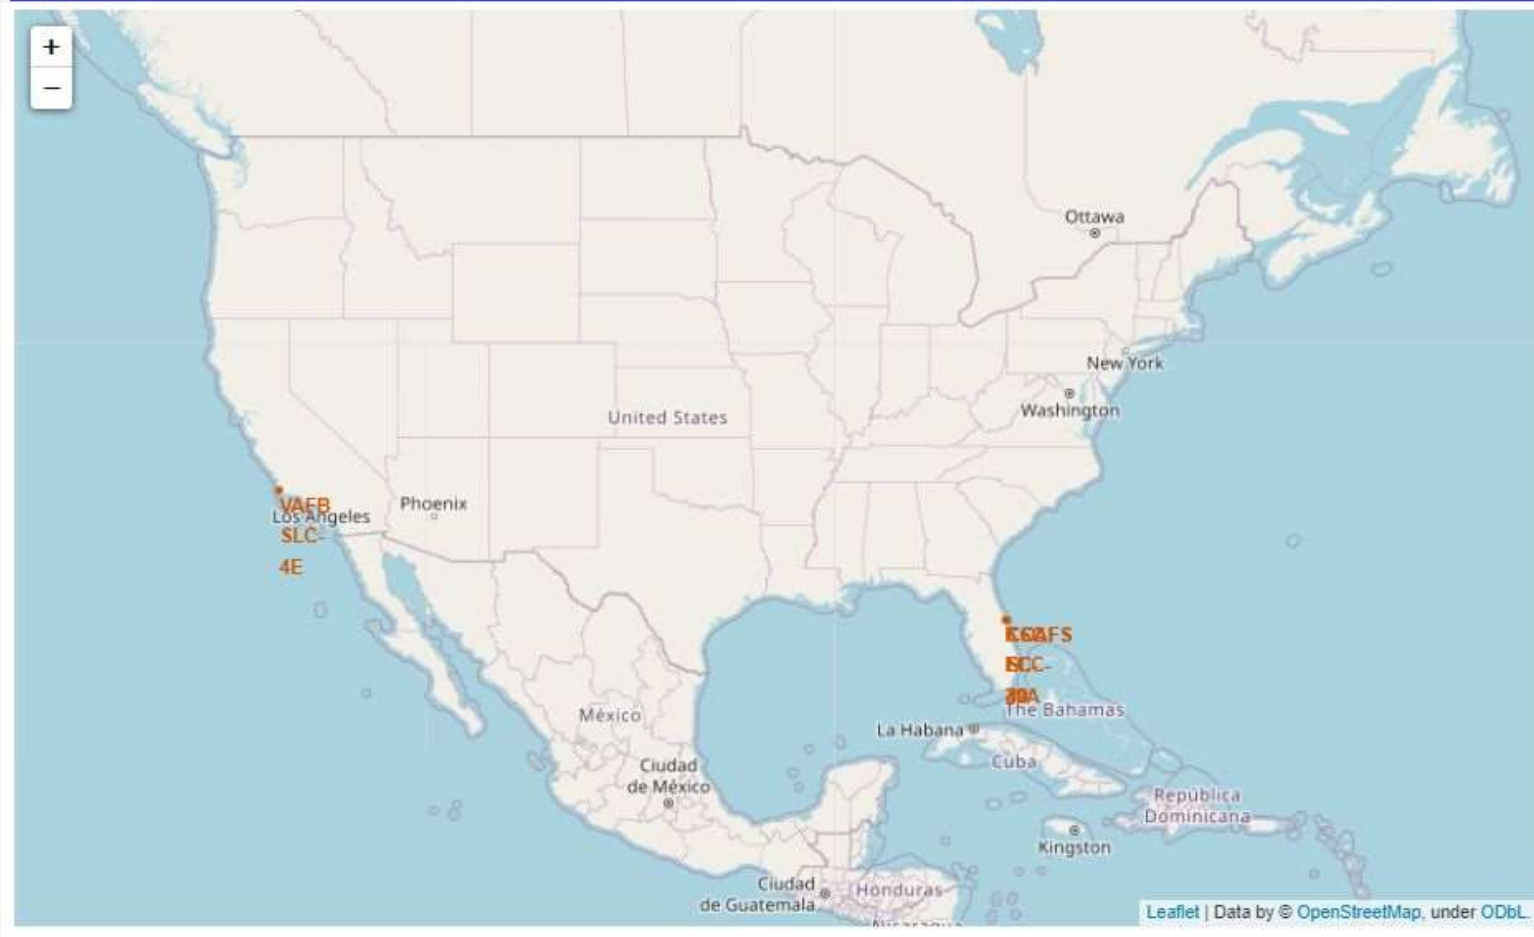 +
−
Ottawa
New York
Washington
United States
Phoenix
VAFB
Los Angeles
SLC-
4E
The Bahamas
La Habana
México
Cuba
Ciudad
de México
República
Dominicana
Kingston
Ciudad
de Guatemala
Honduras
Nicaragua
Leaflet | Data by © OpenStreetMap, under ODbL.